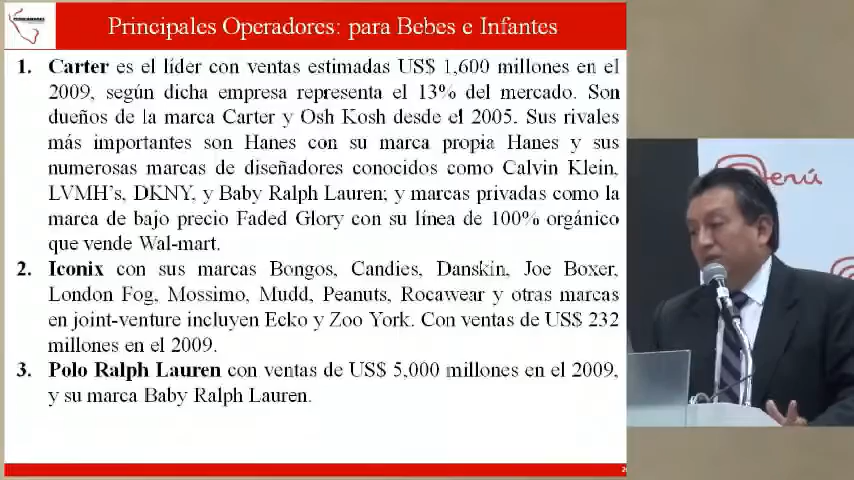 Principales Operadores: para Bebes e Infantes
1. Carter es el líder con ventas estimadas US$ 1,600 millones en el
2009, según dicha empresa representa el 13% del mercado. Son
dueños de la marca Carter y Osh Kosh desde el 2005. Sus rivales
más importantes son Hanes con su marca propia Hanes y sus
numerosas marcas de diseñadores conocidos como Calvin Klein,
LVMH's, DKNY, y Baby Ralph Lauren; y marcas privadas como la
marca de bajo precio Faded Glory con su línea de 100% orgánico
que vende Wal-mart.
2. Iconix con sus marcas Bongos, Candies, Danskin, Joe Boxer,
London Fog, Mossimo, Mudd, Peanuts, Rocawear y otras marcas
en joint-venture incluyen Ecko y Zoo York. Con ventas de US$ 232
millones en el 2009.
3. Polo Ralph Lauren con ventas de US$ 5,000 millones en el 2009,
y su marca Baby Ralph Lauren.
Perú